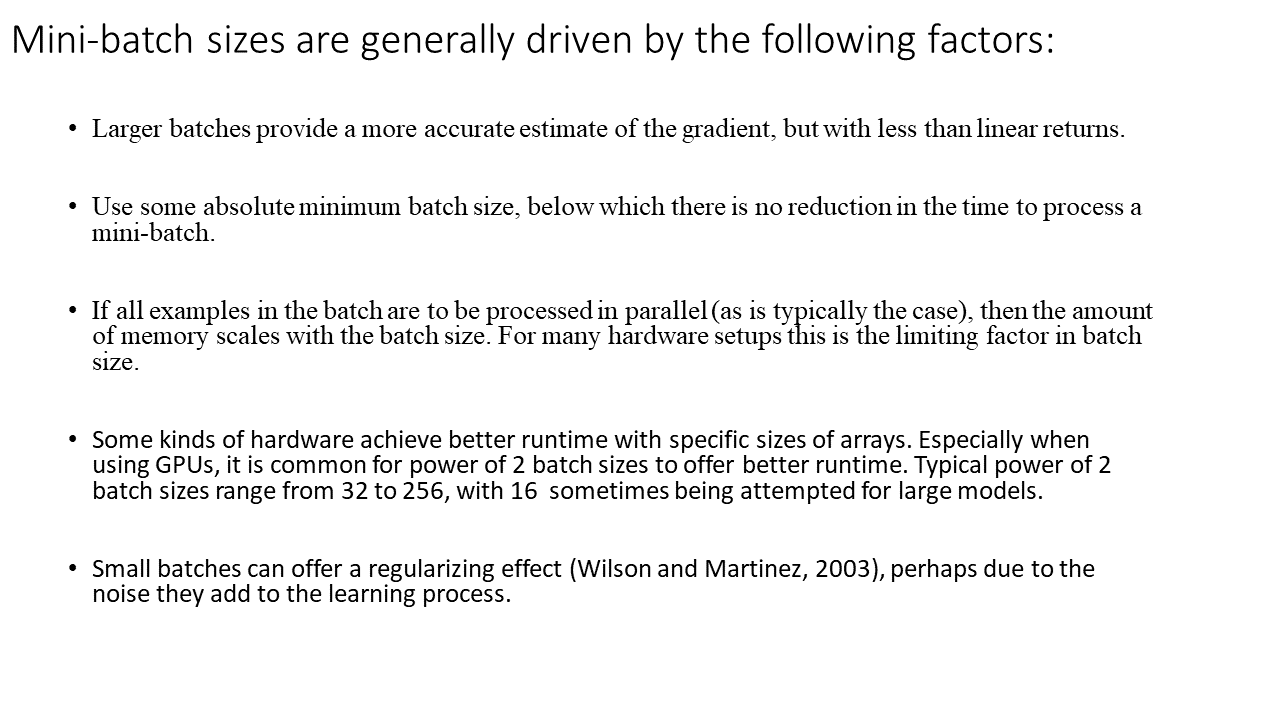 Mini-batch sizes are generally driven by the following factors:
• Larger batches provide a more accurate estimate of the gradient, but with less than linear returns.
• Use some absolute minimum batch size, below which there is no reduction in the time to process a
mini-batch.
• If all examples in the batch are to be processed in parallel (as is typically the case), then the amount
of memory scales with the batch size. For many hardware setups this is the limiting factor in batch
size.
• Some kinds of hardware achieve better runtime with specific sizes of arrays. Especially when
using GPUs, it is common for power of 2 batch sizes to offer better runtime. Typical power of 2
batch sizes range from 32 to 256, with 16  sometimes being attempted for large models.
• Small batches can offer a regularizing effect (Wilson and Martinez, 2003), perhaps due to the
noise they add to the learning process.